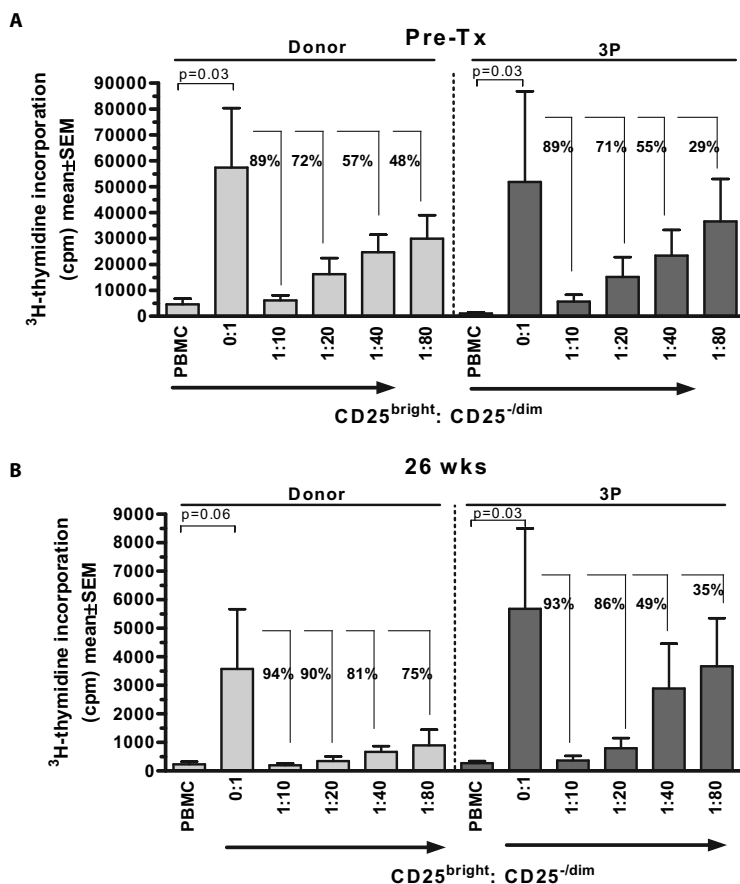 A
Pre-Tx
Donor
3P
p=0.03
p=0.03
90000
80000
70000
60000
50000
40000
30000
20000
10000
0
³H-thymidine incorporation
(cpm) mean±SEM
89%
72%
57%
48%
89%
71%
55%
29%
PBMC
0:1
1:10
1:20
1:40
1:80
PBMC
0:1
1:10
1:20
1:40
1:80
CD25^bright: CD25^-/dim
B
26 wks
Donor
3P
p=0.06
p=0.03
9000
8000
7000
6000
5000
4000
3000
2000
1000
0
³H-thymidine incorporation
(cpm) mean±SEM
94%
90%
81%
75%
93%
86%
49%
35%
PBMC
0:1
1:10
1:20
1:40
1:80
PBMC
0:1
1:10
1:20
1:40
1:80
CD25^bright: CD25^-/dim